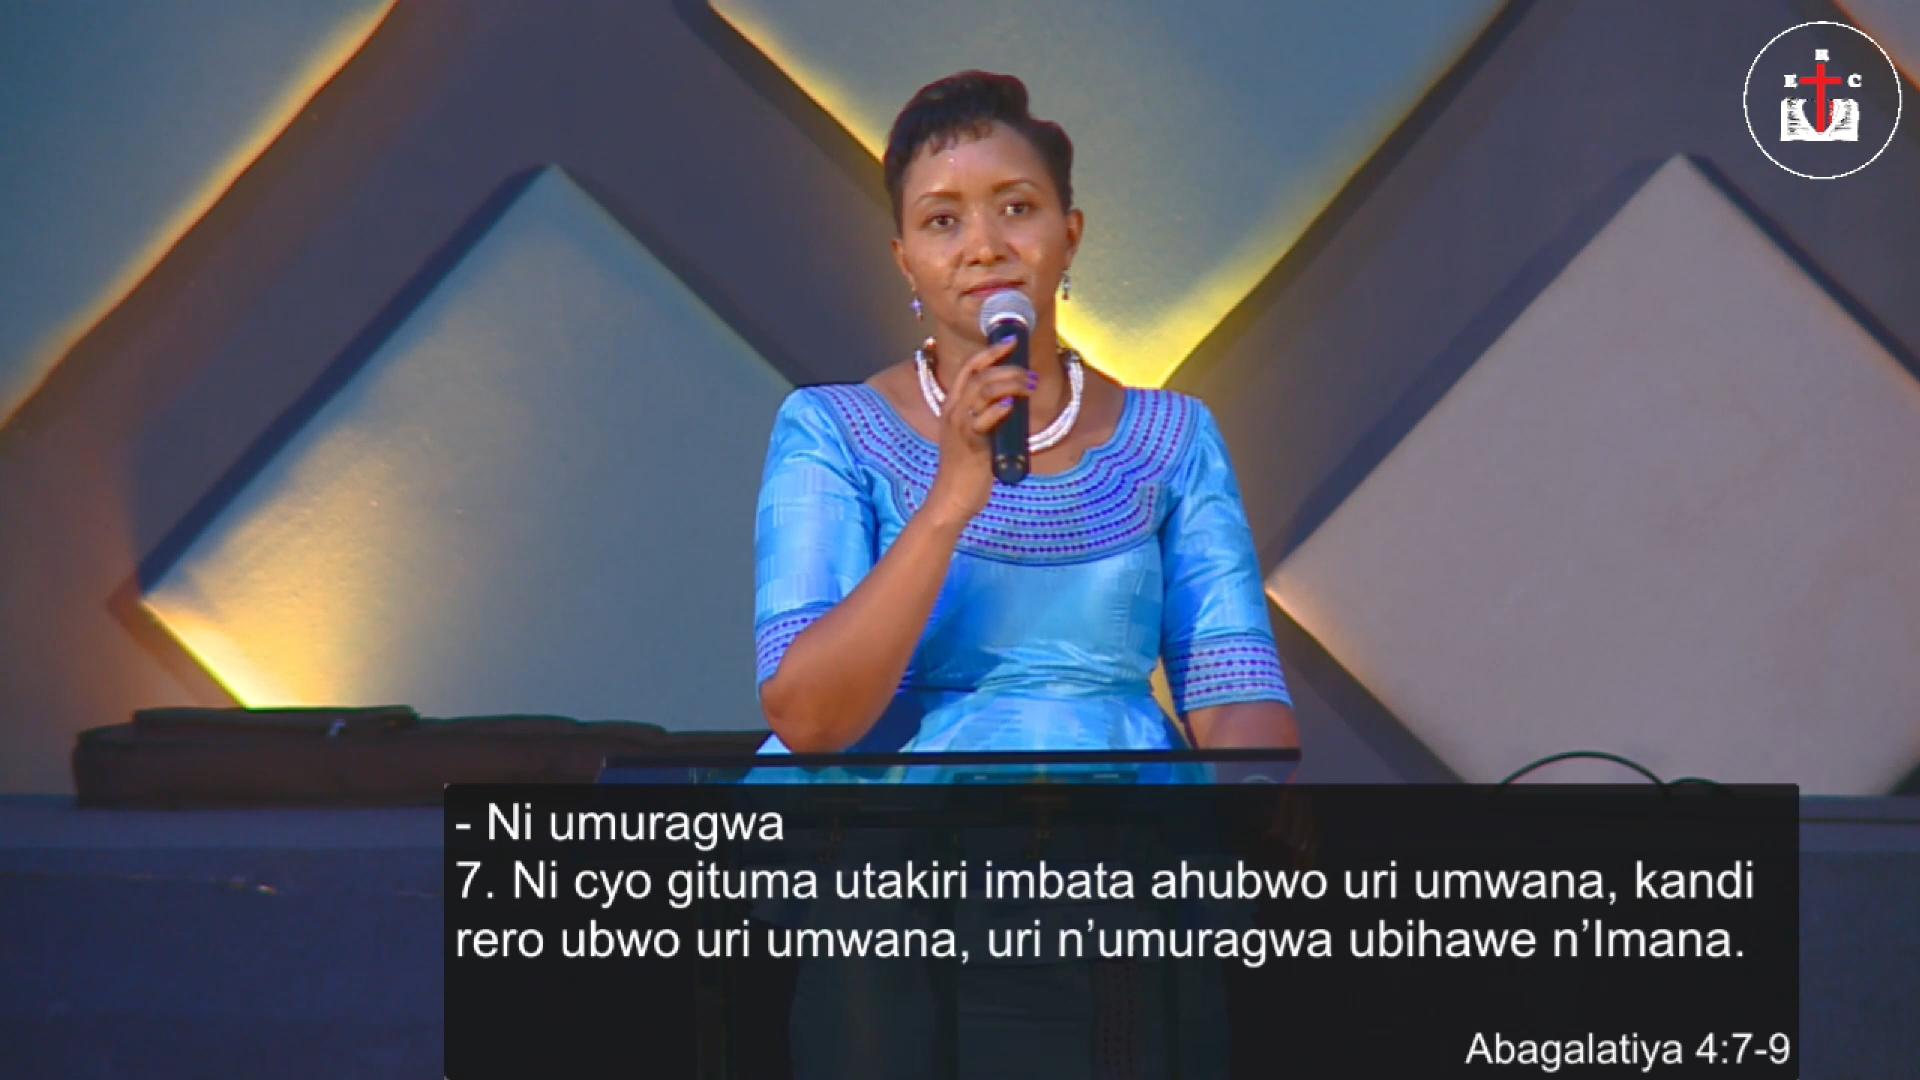 R
E C
- Ni umuragwa
7. Ni cyo gituma utakiri imbata ahubwo uri umwana, kandi
rero ubwo uri umwana, uri n’umuragwa ubihawe n’Imana.
Abagalatiya 4:7-9